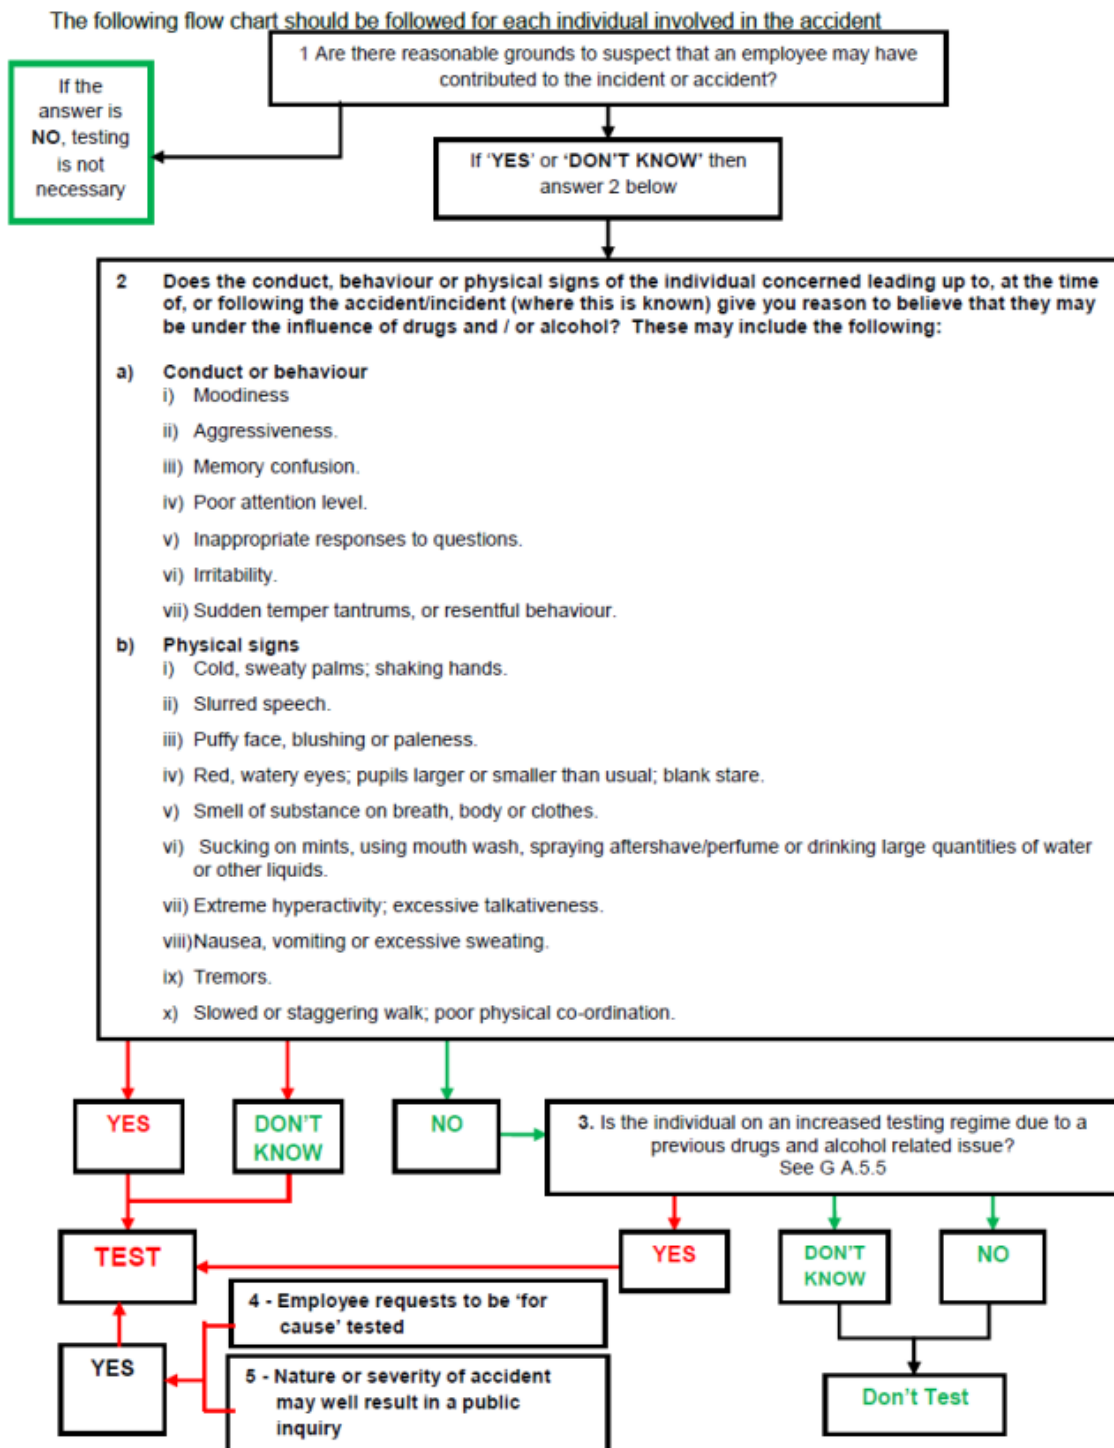 The following flow chart should be followed for each individual involved in the accident
1 Are there reasonable grounds to suspect that an employee may have
contributed to the incident or accident?
If the
answer is
NO, testing
is not
necessary
If ‘YES’ or ‘DON’T KNOW’ then
answer 2 below
2 Does the conduct, behaviour or physical signs of the individual concerned leading up to, at the time
of, or following the accident/incident (where this is known) give you reason to believe that they may
be under the influence of drugs and / or alcohol? These may include the following:
a) Conduct or behaviour
i) Moodiness
ii) Aggressiveness.
iii) Memory confusion.
iv) Poor attention level.
v) Inappropriate responses to questions.
vi) Irritability.
vii) Sudden temper tantrums, or resentful behaviour.
b) Physical signs
i) Cold, sweaty palms; shaking hands.
ii) Slurred speech.
iii) Puffy face, blushing or paleness.
iv) Red, watery eyes; pupils larger or smaller than usual; blank stare.
v) Smell of substance on breath, body or clothes.
vi) Sucking on mints, using mouth wash, spraying aftershave/perfume or drinking large quantities of water
or other liquids.
vii) Extreme hyperactivity; excessive talkativeness.
viii)Nausea, vomiting or excessive sweating.
ix) Tremors.
x) Slowed or staggering walk; poor physical co-ordination.
YES
DON’T
KNOW
NO
3. Is the individual on an increased testing regime due to a
previous drugs and alcohol related issue?
See G A.5.5
TEST
YES
DON’T
KNOW
NO
4 - Employee requests to be ‘for
cause’ tested
YES
5 - Nature or severity of accident
may well result in a public
inquiry
Don’t Test